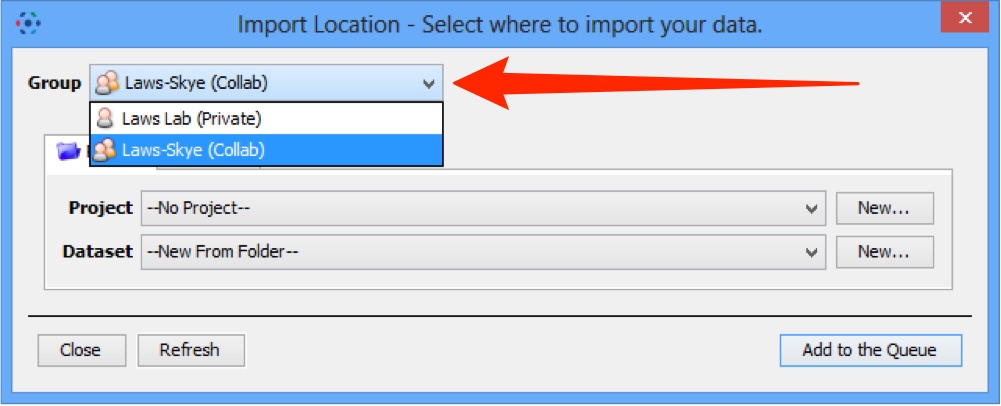 Import Location - Select where to import your data.
Group Laws-Skye (Collab)
Laws Lab (Private)
Laws-Skye (Collab)
Project --No Project-- New...
Dataset --New From Folder-- New...
Close Refresh Add to the Queue